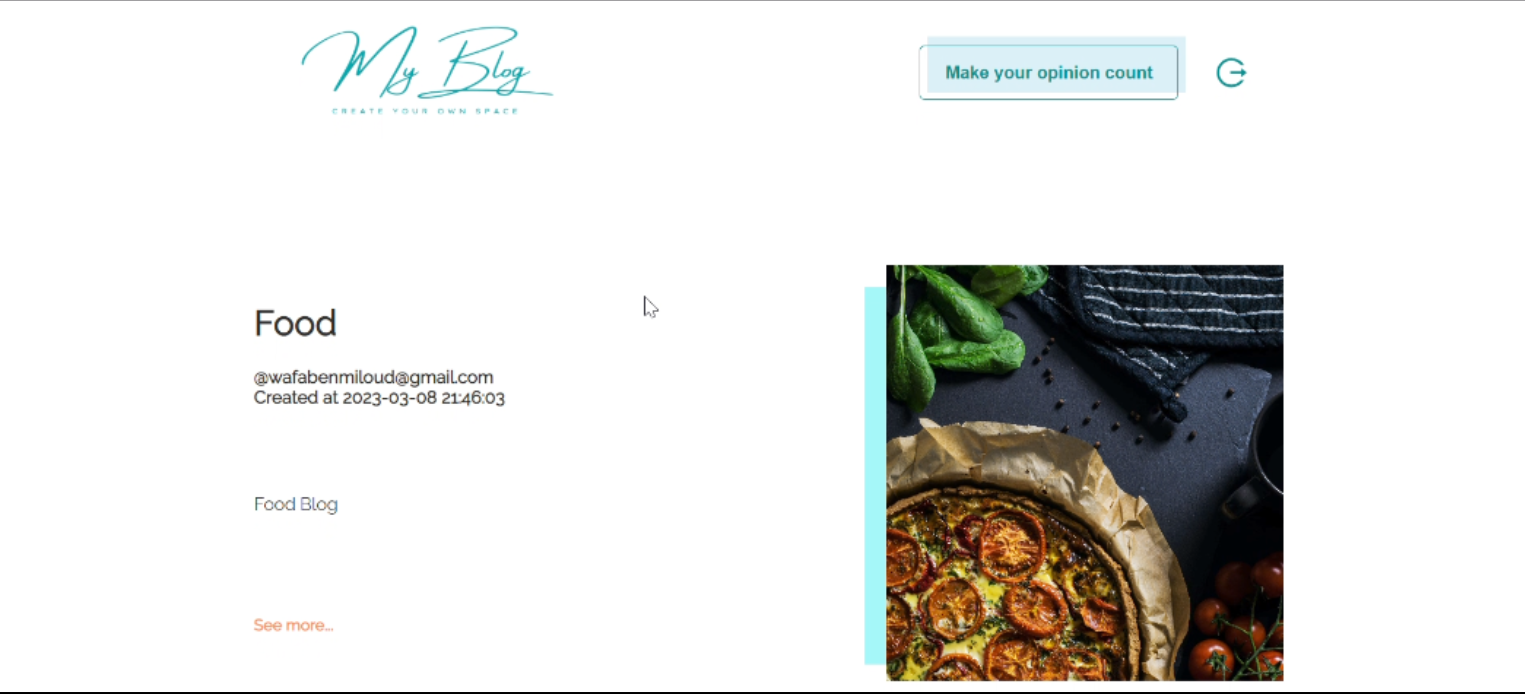 My Blog
CREATE YOUR OWN SPACE
Make your opinion count
Food
@wafabenmiloud@gmail.com
Created at 2023-03-08 21:46:03
Food Blog
See more...